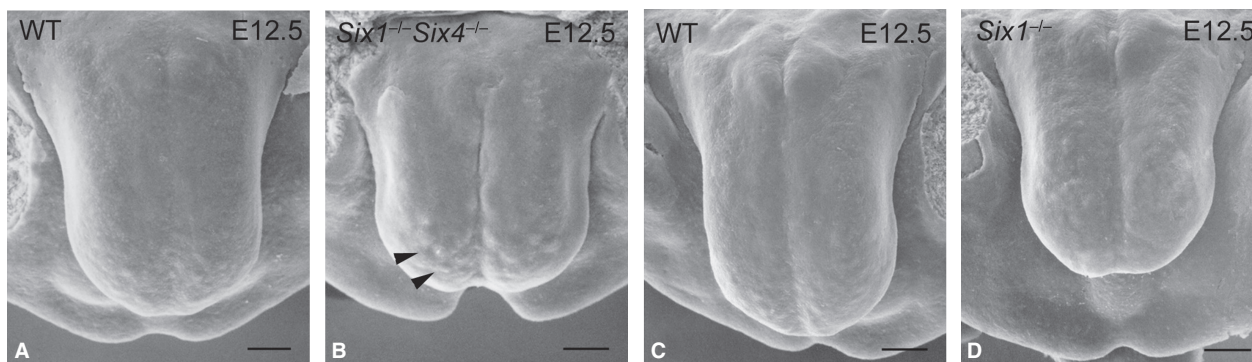 WT E12.5
Six1–/–Six4–/– E12.5
WT E12.5
Six1–/– E12.5
A
B
C
D